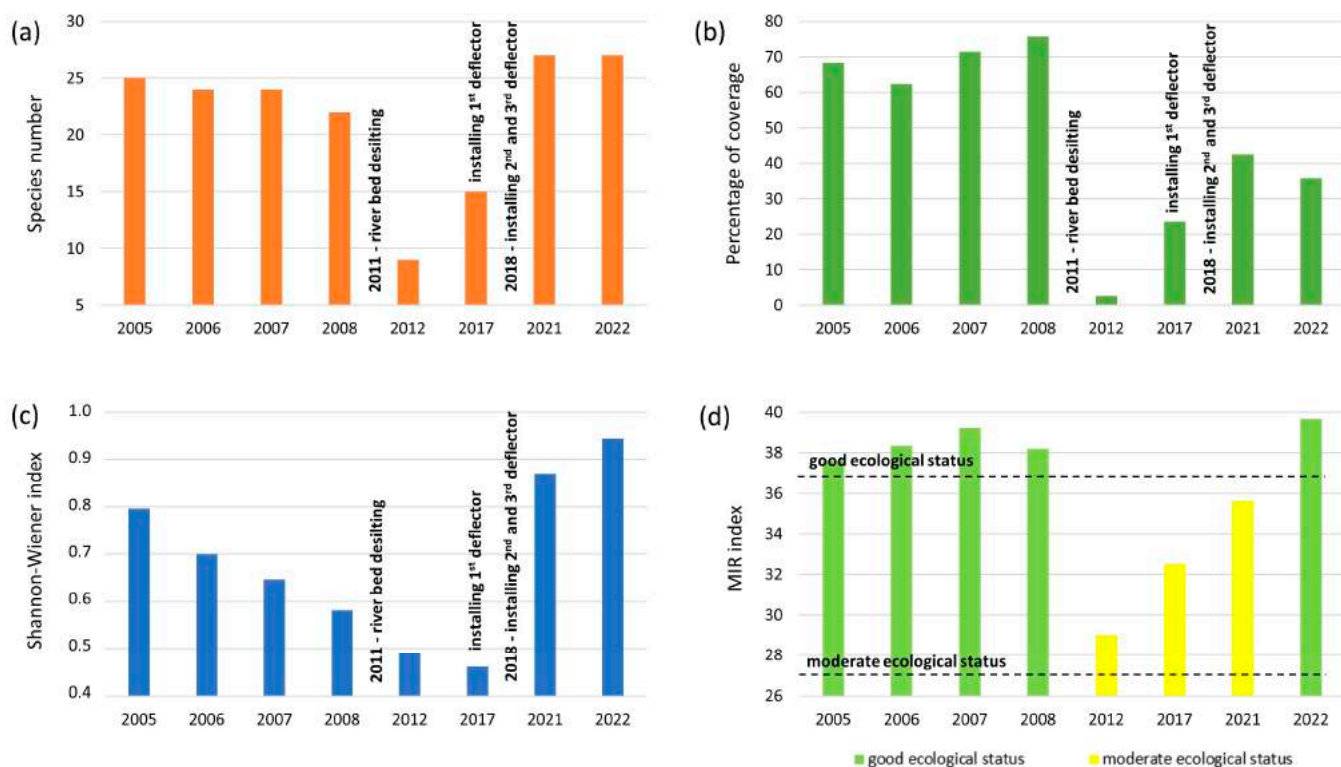 (a)
Species number
30
25
20
15
10
5
2005 2006 2007 2008 2012 2017 2021 2022
2011 - river bed desilting
installing 1st deflector
2018 - installing 2nd and 3rd deflector
(b)
Percentage of coverage
80
70
60
50
40
30
20
10
0
2005 2006 2007 2008 2012 2017 2021 2022
2011 - river bed desilting
installing 1st deflector
2018 - installing 2nd and 3rd deflector
(c)
Shannon-Wiener index
1.0
0.9
0.8
0.7
0.6
0.5
0.4
2005 2006 2007 2008 2012 2017 2021 2022
2011 - river bed desilting
installing 1st deflector
2018 - installing 2nd and 3rd deflector
(d)
MIR index
40
38
36
34
32
30
28
26
good ecological status
moderate ecological status
2005 2006 2007 2008 2012 2017 2021 2022
good ecological status moderate ecological status